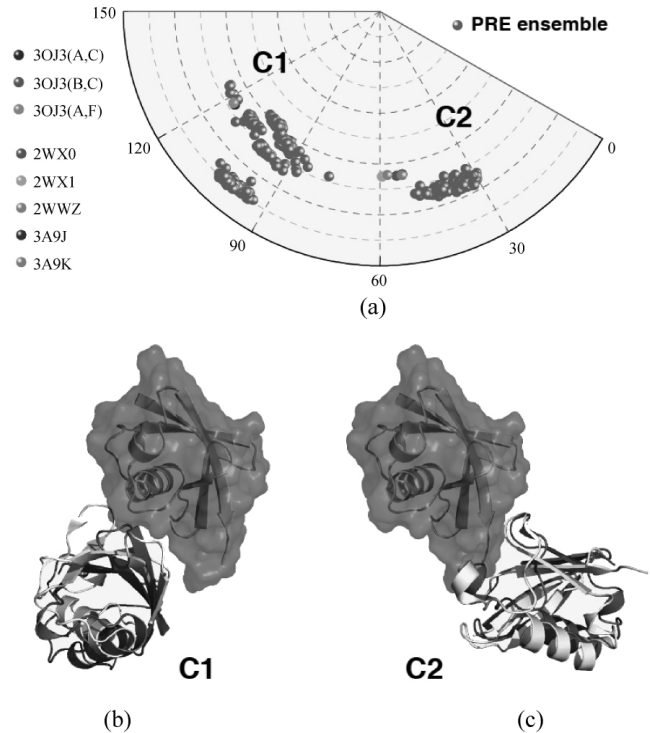 150
PRE ensemble
3OJ3(A,C)
3OJ3(B,C)
3OJ3(A,F)
C1
C2
120
0
2WX0
2WX1
2WWZ
3A9J
3A9K
90
30
60
(a)
C1
C2
(b)
(c)